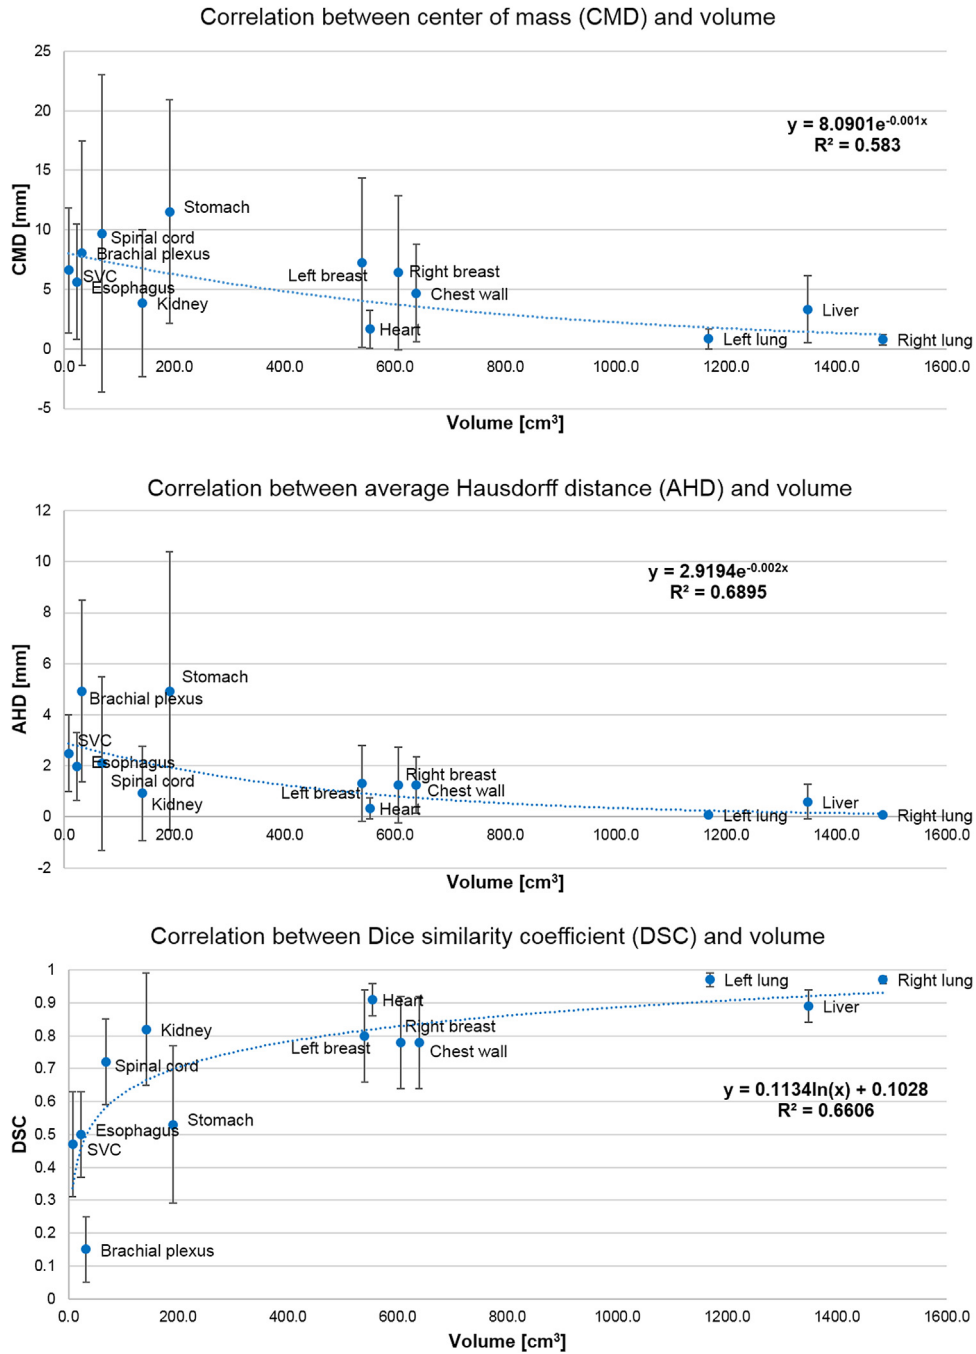 Correlation between center of mass (CMD) and volume
25
20
15
10
5
0
-5
CMD [mm]
y = 8.0901e^-0.001x
R² = 0.583
Stomach
Spinal cord
Brachial plexus
SVC
Esophagus
Kidney
Left breast
Right breast
Chest wall
Heart
Liver
Left lung
Right lung
0.0 200.0 400.0 600.0 800.0 1000.0 1200.0 1400.0 1600.0
Volume [cm³]
Correlation between average Hausdorff distance (AHD) and volume
12
10
8
6
4
2
0
-2
AHD [mm]
y = 2.9194e^-0.002x
R² = 0.6895
Stomach
Brachial plexus
SVC
Esophagus
Spinal cord
Kidney
Right breast
Left breast
Chest wall
Heart
Liver
Left lung
Right lung
0.0 200.0 400.0 600.0 800.0 1000.0 1200.0 1400.0 1600.0
Volume [cm³]
Correlation between Dice similarity coefficient (DSC) and volume
1
0.9
0.8
0.7
0.6
0.5
0.4
0.3
0.2
0.1
0
DSC
Left lung
Right lung
Heart
Liver
Right breast
Kidney
Left breast
Chest wall
Spinal cord
y = 0.1134ln(x) + 0.1028
R² = 0.6606
Stomach
Esophagus
SVC
Brachial plexus
0.0 200.0 400.0 600.0 800.0 1000.0 1200.0 1400.0 1600.0
Volume [cm³]